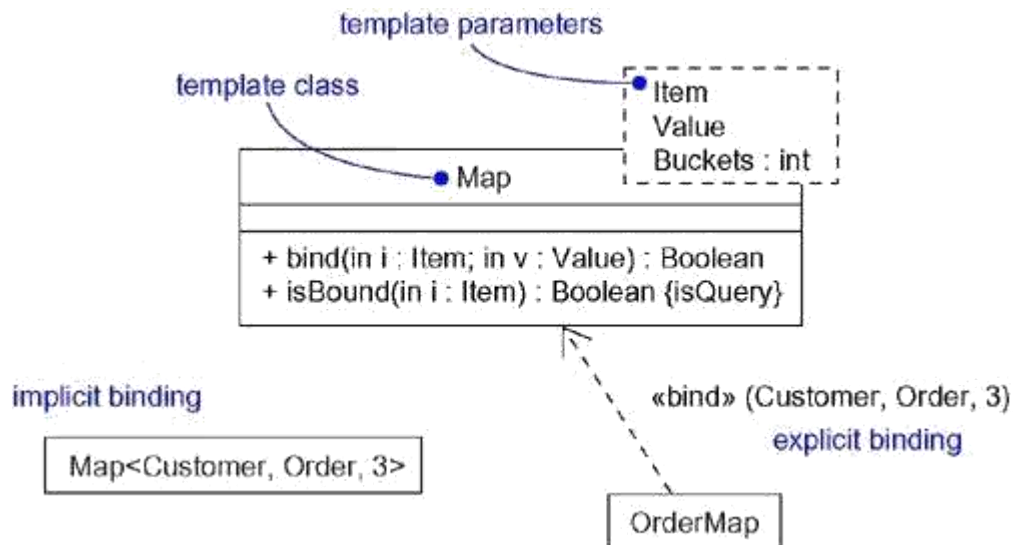 template parameters
template class
Item
Value
Buckets : int
Map
+ bind(in i : Item; in v : Value) : Boolean
+ isBound(in i : Item) : Boolean {isQuery}
implicit binding
«bind» (Customer, Order, 3)
explicit binding
Map<Customer, Order, 3>
OrderMap